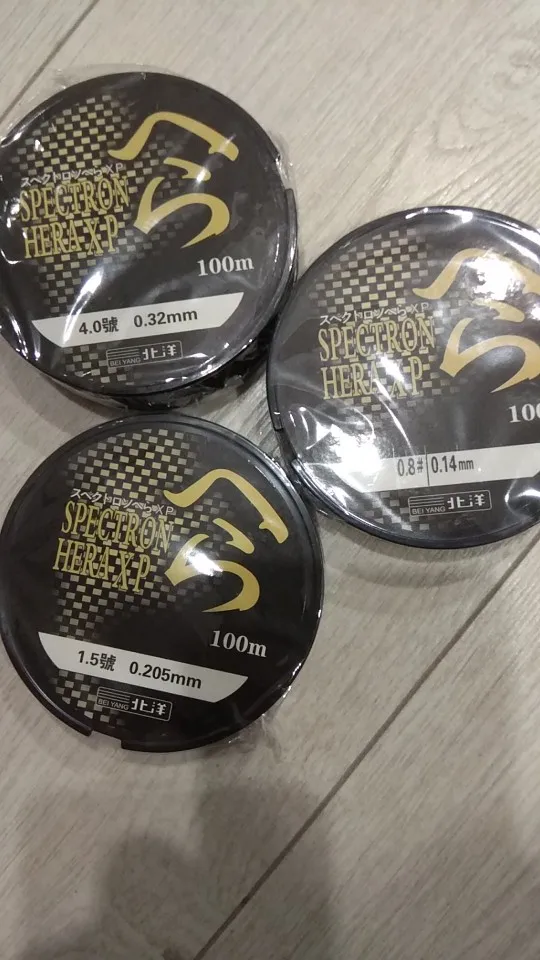 スペクトロンへらXP
SPECTRON
HERA XP
へら
100m
4.0號 0.32mm
BEI YANG 北洋
スペクトロンへらXP
SPECTRON
HERA XP
へら
100
0.8# 0.14mm
BEI YANG 北洋
スペクトロンへらXP
SPECTRON
HERA XP
へら
100m
1.5號 0.205mm
BEI YANG 北洋